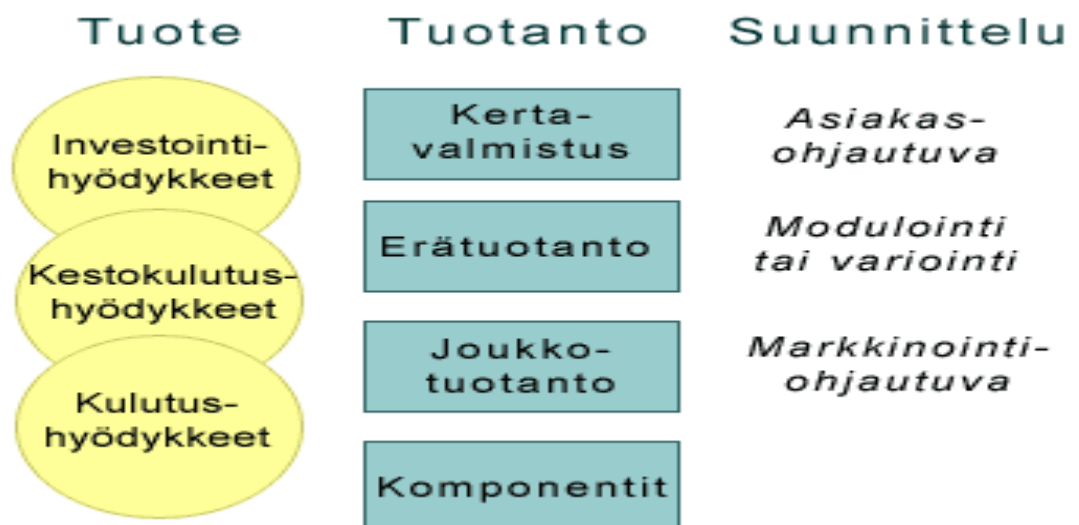 Tuote
Tuotanto
Suunnittelu
Investointi-
hyödykkeet
Kestokulutus-
hyödykkeet
Kulutus-
hyödykkeet
Kerta-
valmistus
Erätuotanto
Joukko-
tuotanto
Komponentit
Asiakas-
ohjautuva
Modulointi
tai variointi
Markkinointi-
ohjautuva